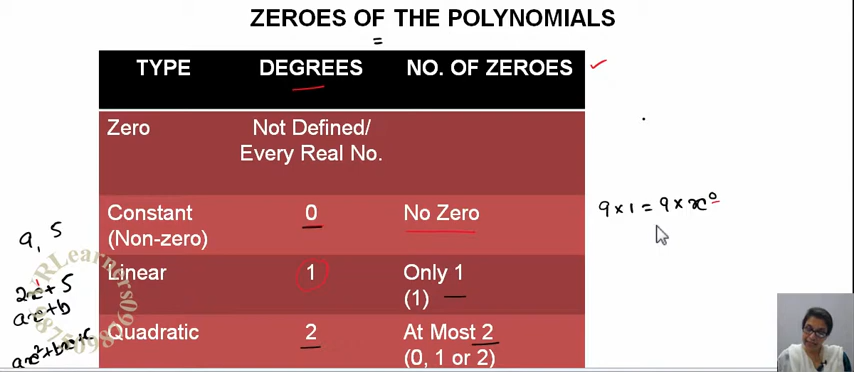 ZEROES OF THE POLYNOMIALS
=
TYPE DEGREES NO. OF ZEROES
Zero Not Defined/
Every Real No.
Constant 0 No Zero
(Non-zero)
9 × 1 = 9 × x⁰
9, 5
Linear 1 Only 1
(1)
2x + 5
ax + b
Quadratic 2 At Most 2
(0, 1 or 2)
ax² + bx + c